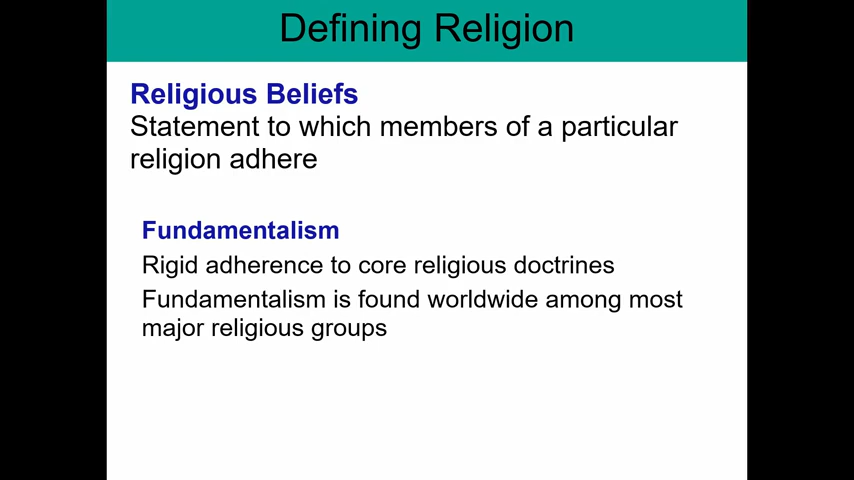 Defining Religion
Religious Beliefs
Statement to which members of a particular
religion adhere
Fundamentalism
Rigid adherence to core religious doctrines
Fundamentalism is found worldwide among most
major religious groups